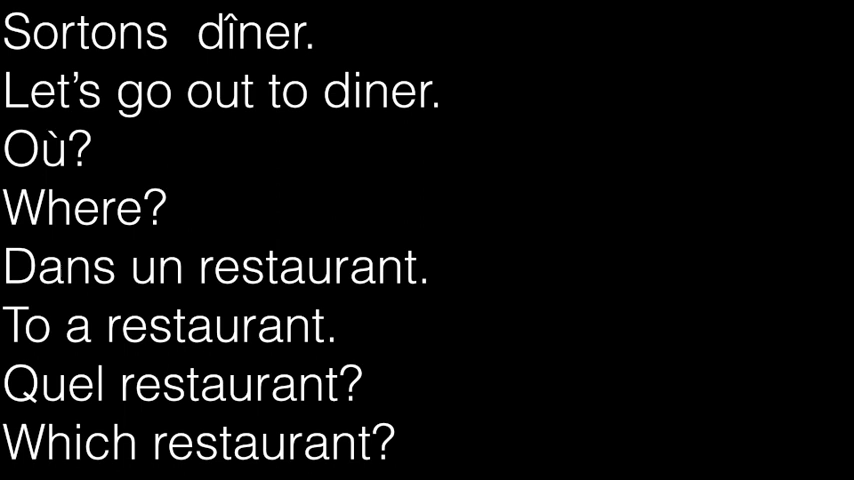 Sortons  dîner.
Let’s go out to diner.
Où?
Where?
Dans un restaurant.
To a restaurant.
Quel restaurant?
Which restaurant?